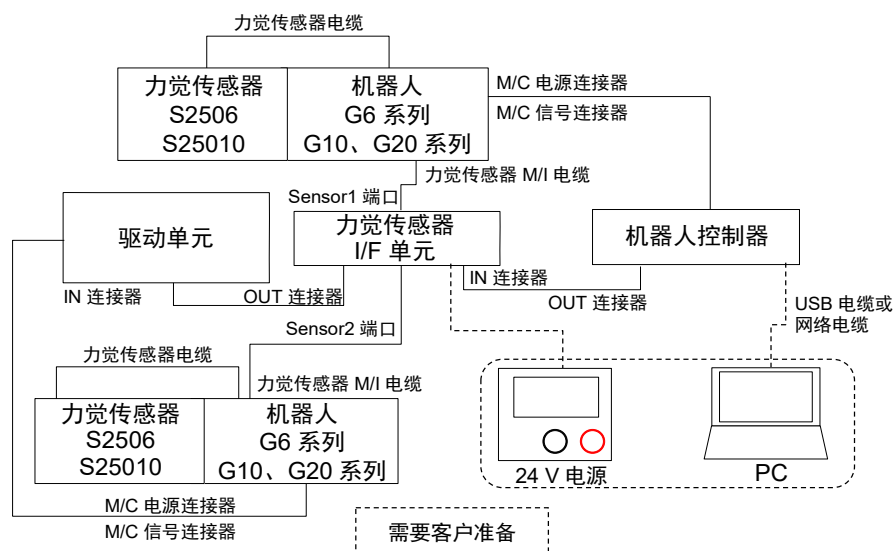 力觉传感器电缆
力觉传感器
S2506
S25010
机器人
G6 系列
G10、G20 系列
M/C 电源连接器
M/C 信号连接器
力觉传感器 M/I 电缆
Sensor1 端口
驱动单元
力觉传感器
I/F 单元
机器人控制器
IN 连接器
OUT 连接器
IN 连接器
OUT 连接器
USB 电缆或
网络电缆
Sensor2 端口
力觉传感器电缆
力觉传感器 M/I 电缆
力觉传感器
S2506
S25010
机器人
G6 系列
G10、G20 系列
24 V 电源
PC
M/C 电源连接器
M/C 信号连接器
需要客户准备